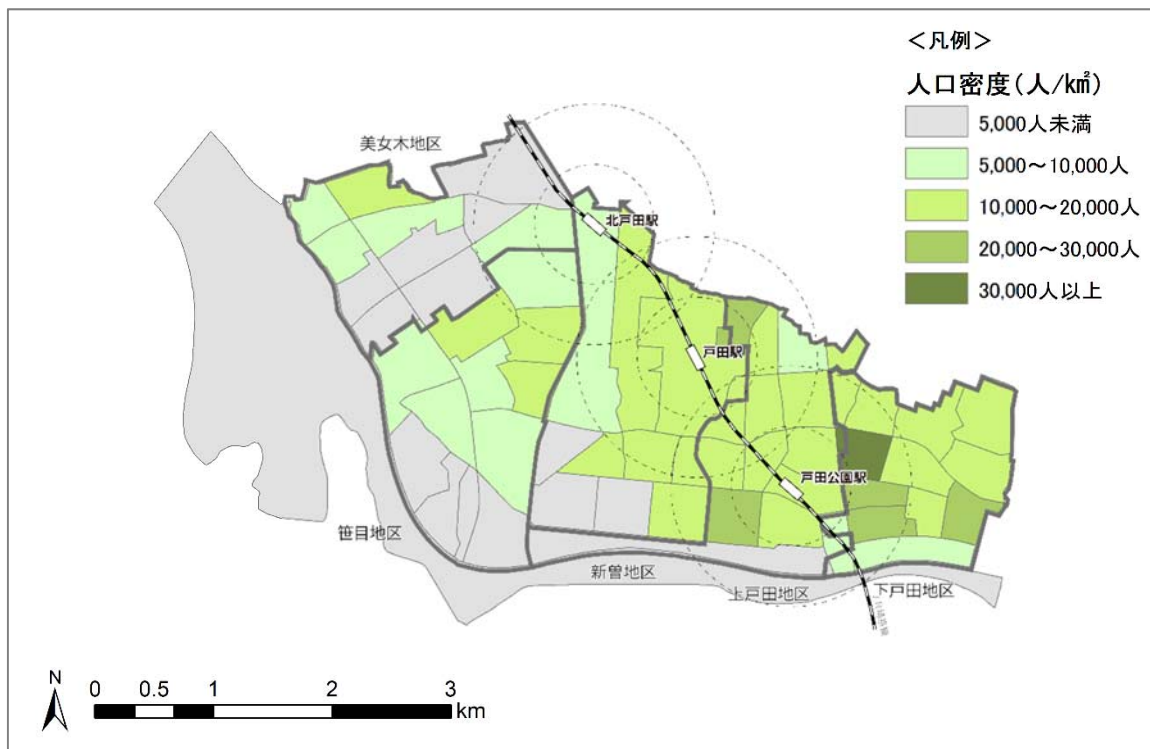 <凡例>
人口密度(人/k㎡)
5,000人未満
5,000~10,000人
10,000~20,000人
20,000~30,000人
30,000人以上
美女木地区
北戸田駅
戸田駅
戸田公園駅
笹目地区
新曽地区
上戸田地区
下戸田地区
N
0 0.5 1 2 3
km